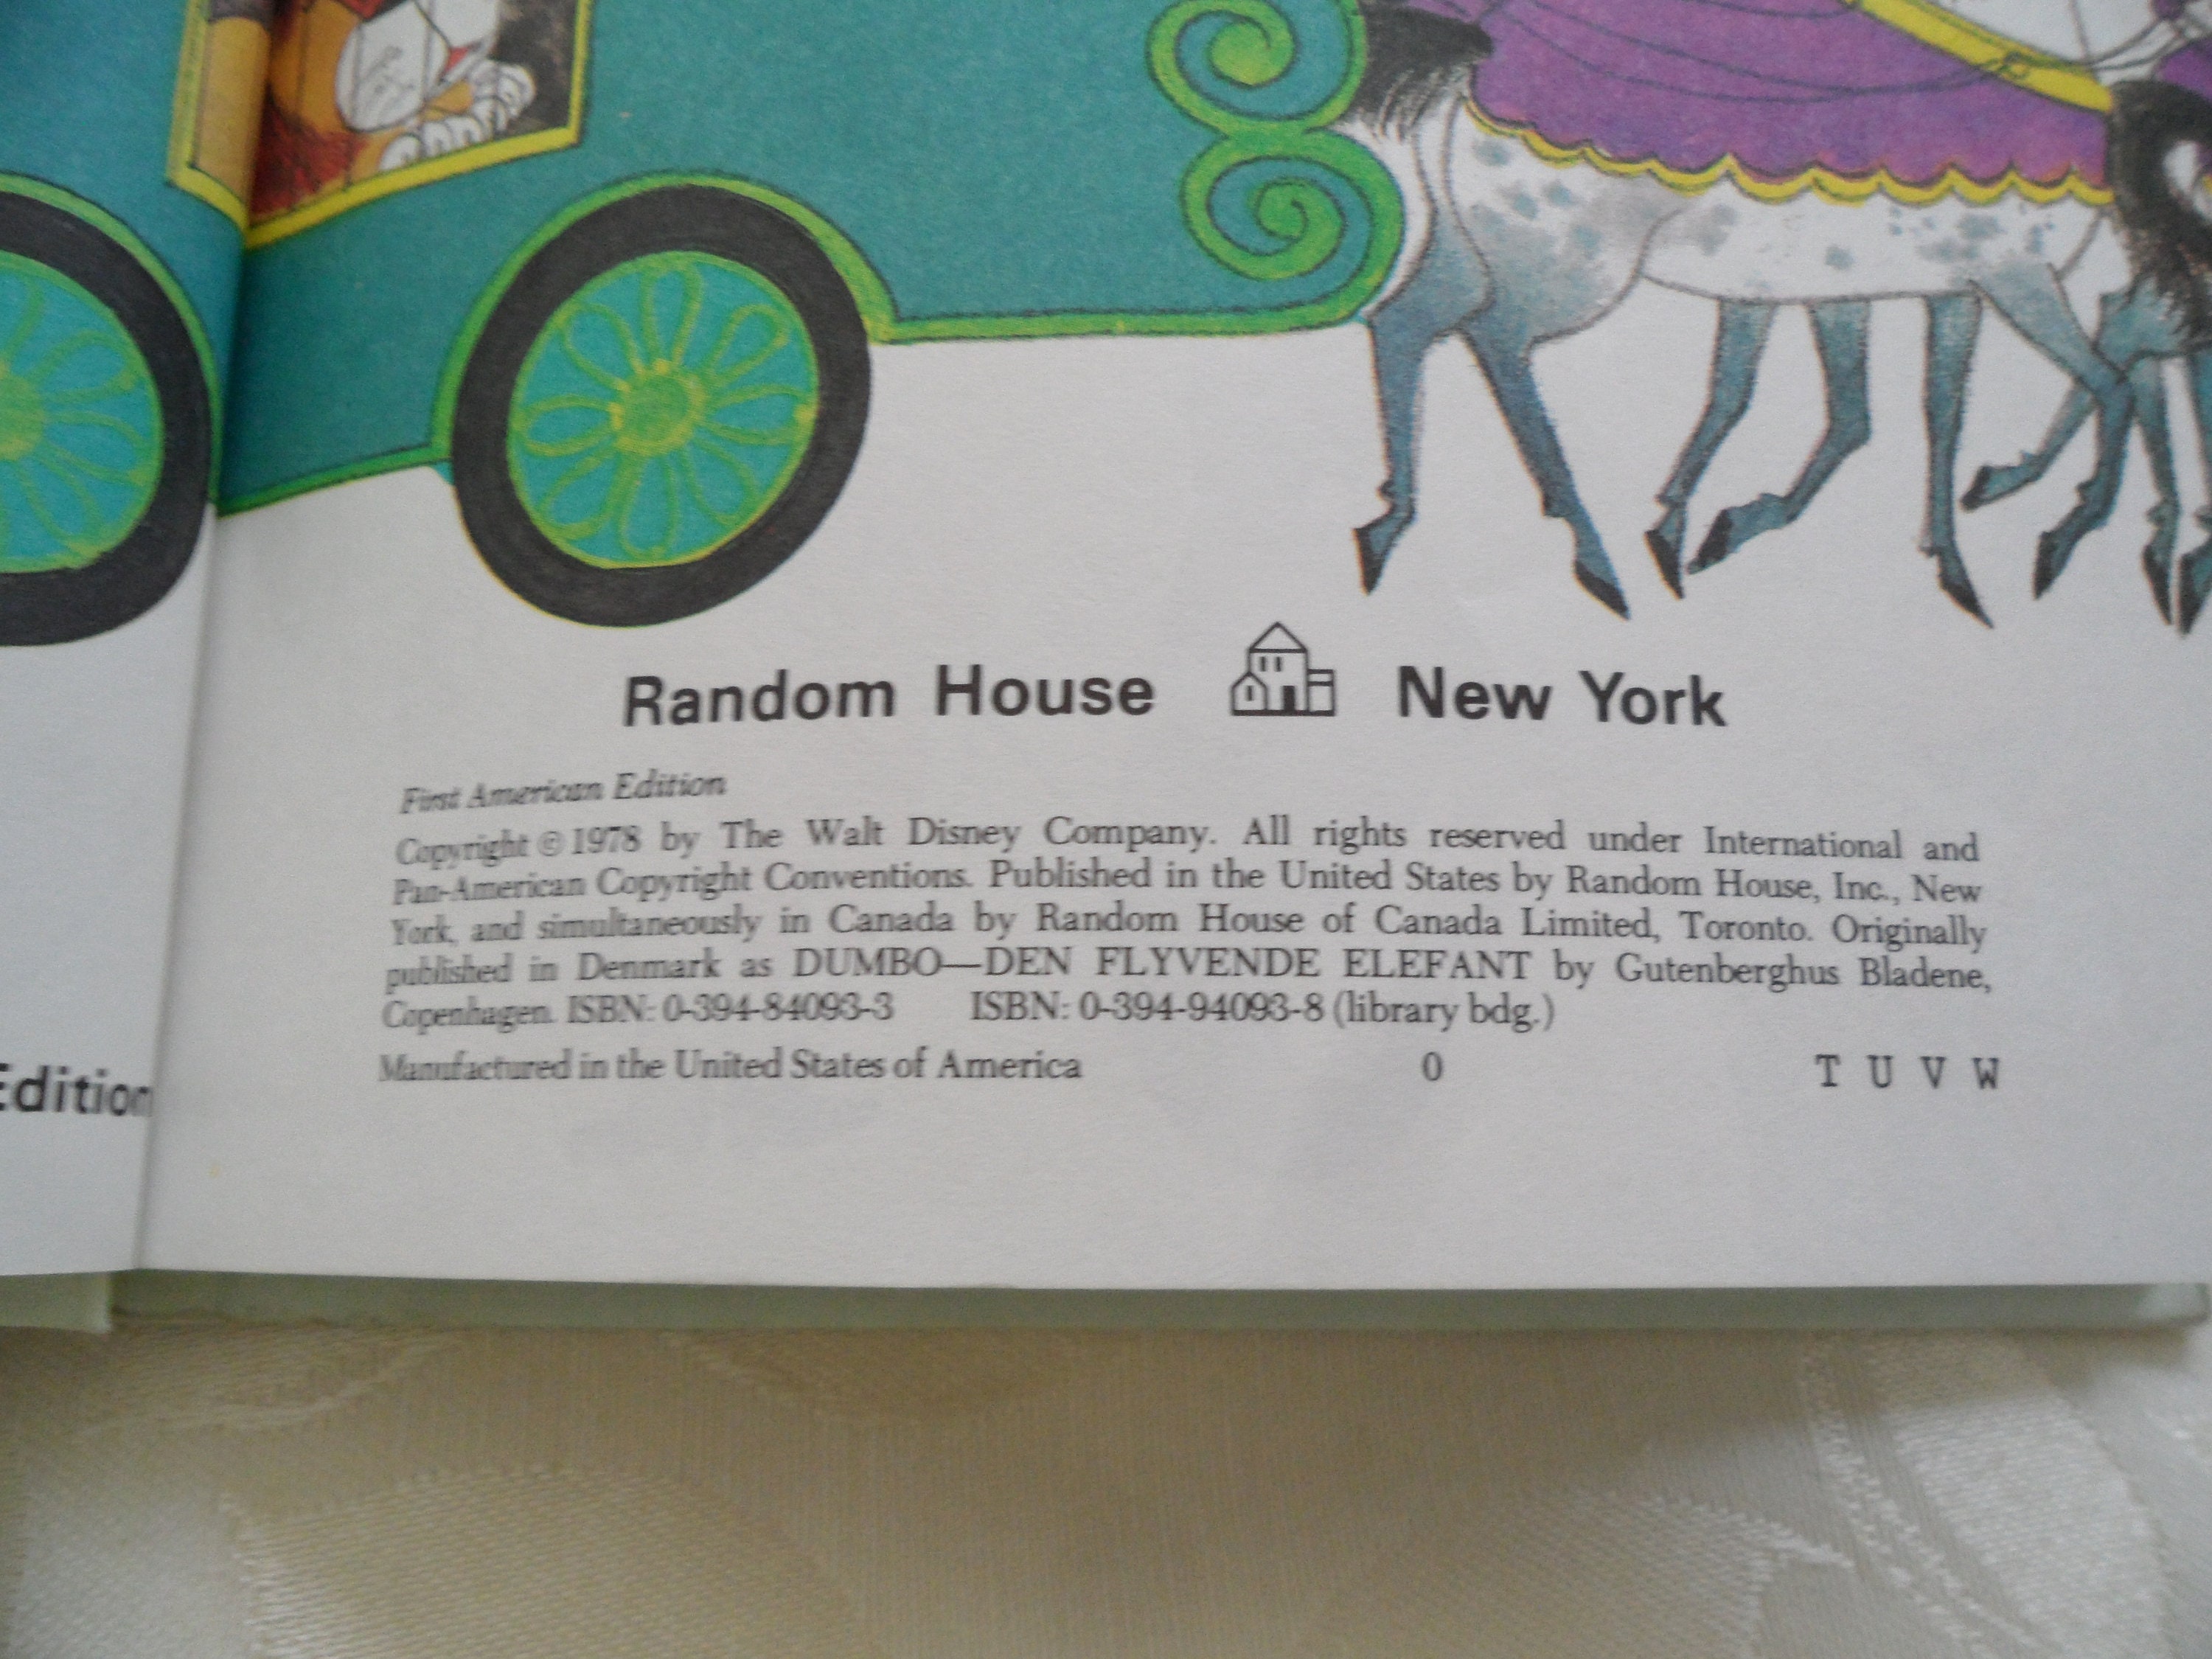 Random House New York
First American Edition
Copyright © 1978 by The Walt Disney Company. All rights reserved under International and
Pan-American Copyright Conventions. Published in the United States by Random House, Inc., New
York, and simultaneously in Canada by Random House of Canada Limited, Toronto. Originally
published in Denmark as DUMBO—DEN FLYVENDE ELEFANT by Gutenberghus Bladene,
Copenhagen. ISBN: 0-394-84093-3 ISBN: 0-394-94093-8 (library bdg.)
Edition
Manufactured in the United States of America 0 T U V W